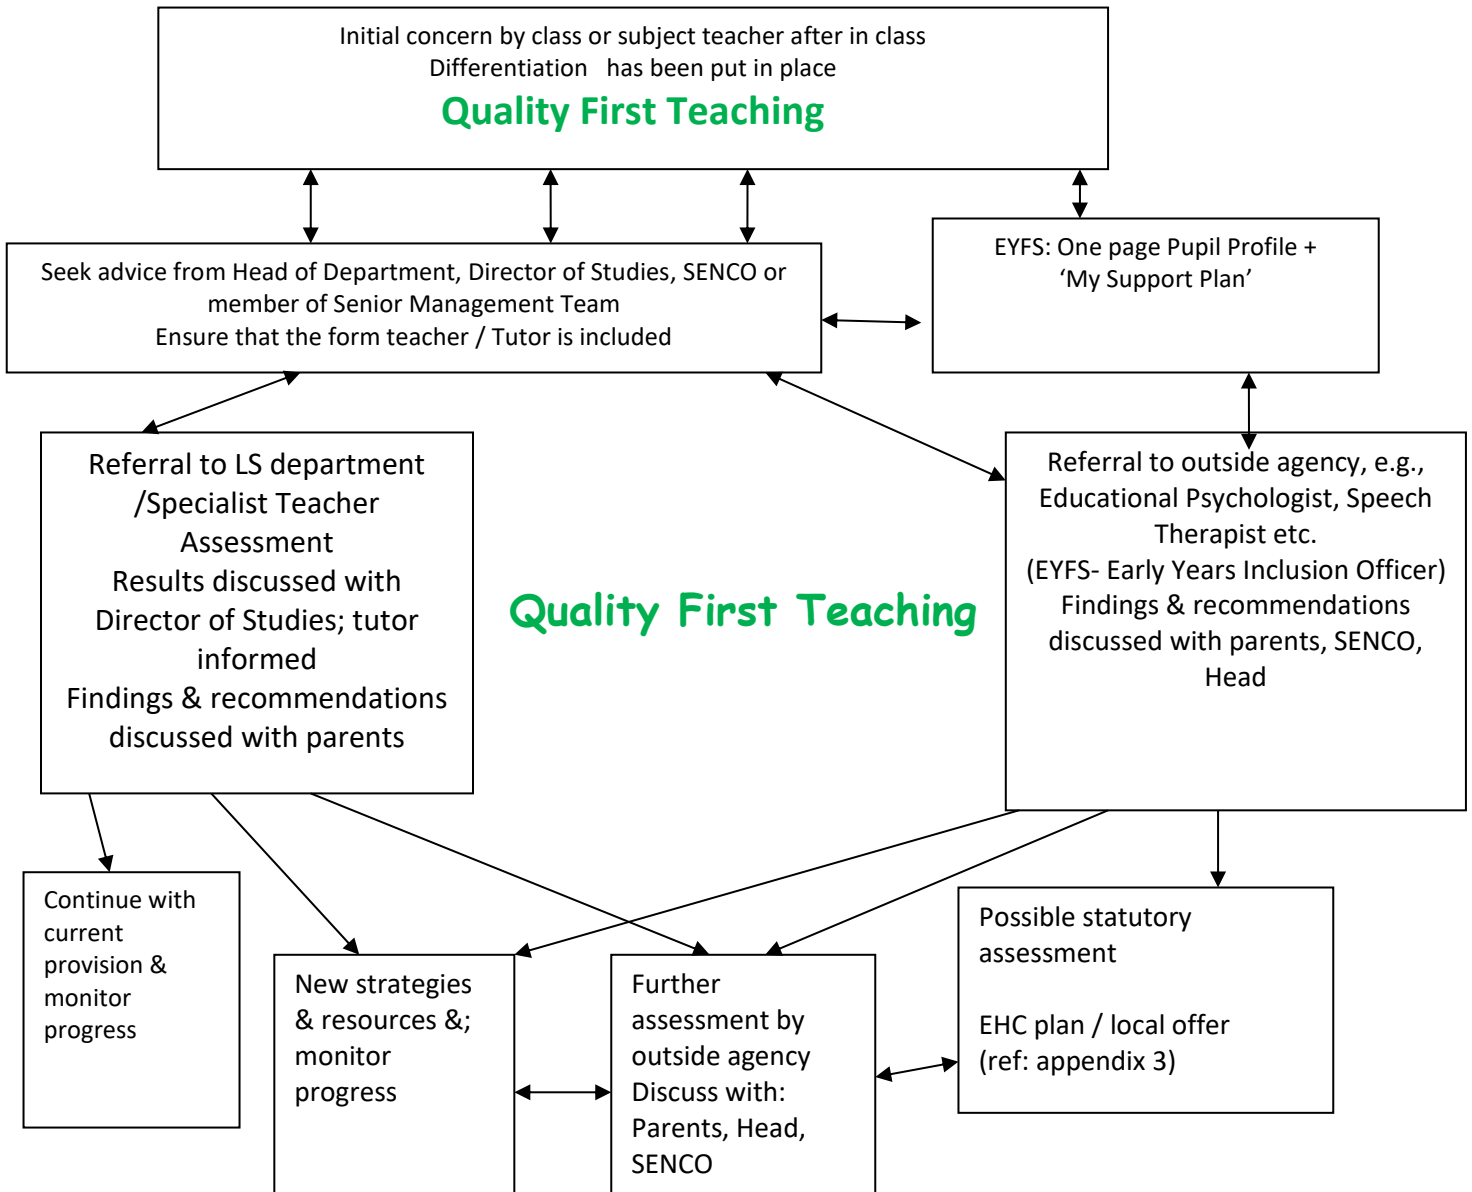 Initial concern by class or subject teacher after in class
Differentiation has been put in place
Quality First Teaching
Seek advice from Head of Department, Director of Studies, SENCO or
member of Senior Management Team
Ensure that the form teacher / Tutor is included
EYFS: One page Pupil Profile +
‘My Support Plan’
Referral to LS department
/Specialist Teacher
Assessment
Results discussed with
Director of Studies; tutor
informed
Findings & recommendations
discussed with parents
Quality First Teaching
Referral to outside agency, e.g.,
Educational Psychologist, Speech
Therapist etc.
(EYFS- Early Years Inclusion Officer)
Findings & recommendations
discussed with parents, SENCO,
Head
Continue with
current
provision &
monitor
progress
New strategies
& resources &;
monitor
progress
Further
assessment by
outside agency
Discuss with:
Parents, Head,
SENCO
Possible statutory
assessment
EHC plan / local offer
(ref: appendix 3)